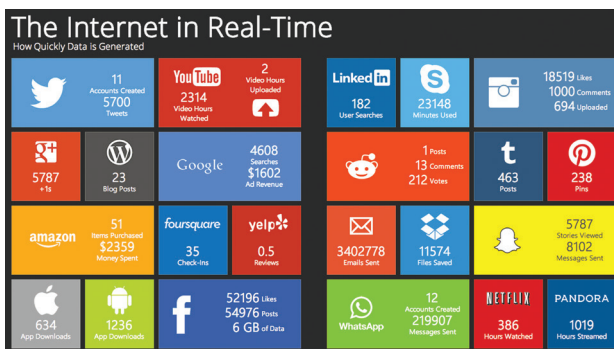 The Internet in Real-Time
How Quickly Data Is Generated
11
Accounts Created
5700
Tweets
YouTube
2314
Video Hours
Watched
2
Video Hours
Uploaded
LinkedIn
182
User Searches
23148
Minutes Used
18519 Likes
1000 Comments
694 Uploaded
5787
+1s
23
Blog Posts
Google
4608
Searches
$1602
Ad Revenue
1 Posts
13 Comments
212 Votes
463
Posts
238
Pins
amazon
51
Items Purchased
$2359
Money Spent
foursquare
35
Check-Ins
yelp
0.5
Reviews
3402778
Emails Sent
11574
Files Saved
5787
Stories Viewed
8102
Messages Sent
634
App Downloads
1236
App Downloads
52196 Likes
54976 Posts
6 GB of Data
WhatsApp
12
Accounts Created
219907
Messages Sent
NETFLIX
386
Hours Watched
PANDORA
1019
Hours Streamed